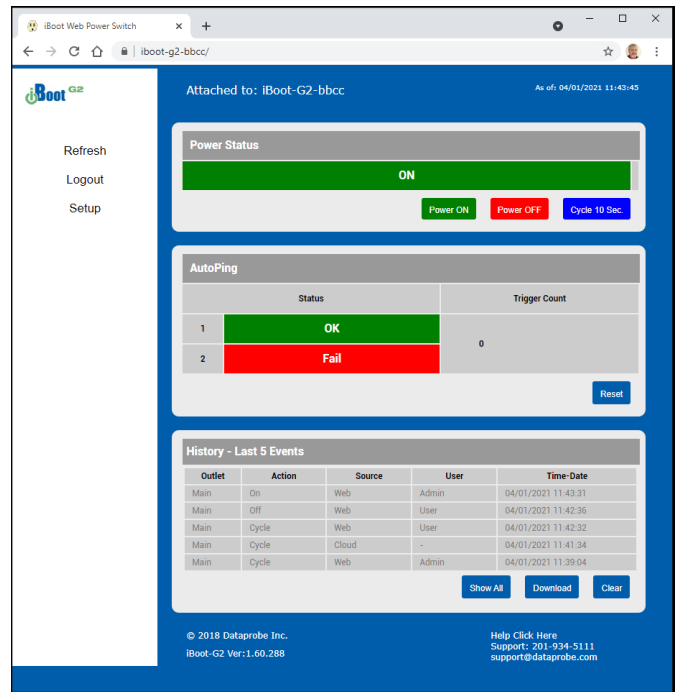 iBoot Web Power Switch
iboot-g2-bbcc/
iBoot G2
Attached to: iBoot-G2-bbcc
As of: 04/01/2021 11:43:45
Refresh
Logout
Setup
Power Status
ON
Power ON Power OFF Cycle 10 Sec.
AutoPing
Status Trigger Count
1 OK
0
2 Fail
Reset
History - Last 5 Events
Outlet Action Source User Time-Date
Main On Web Admin 04/01/2021 11:43:31
Main Off Web User 04/01/2021 11:42:36
Main Cycle Web User 04/01/2021 11:42:32
Main Cycle Cloud - 04/01/2021 11:41:34
Main Cycle Web Admin 04/01/2021 11:39:04
Show All Download Clear
© 2018 Dataprobe Inc.
iBoot-G2 Ver:1.60.288
Help Click Here
Support: 201-934-5111
support@dataprobe.com